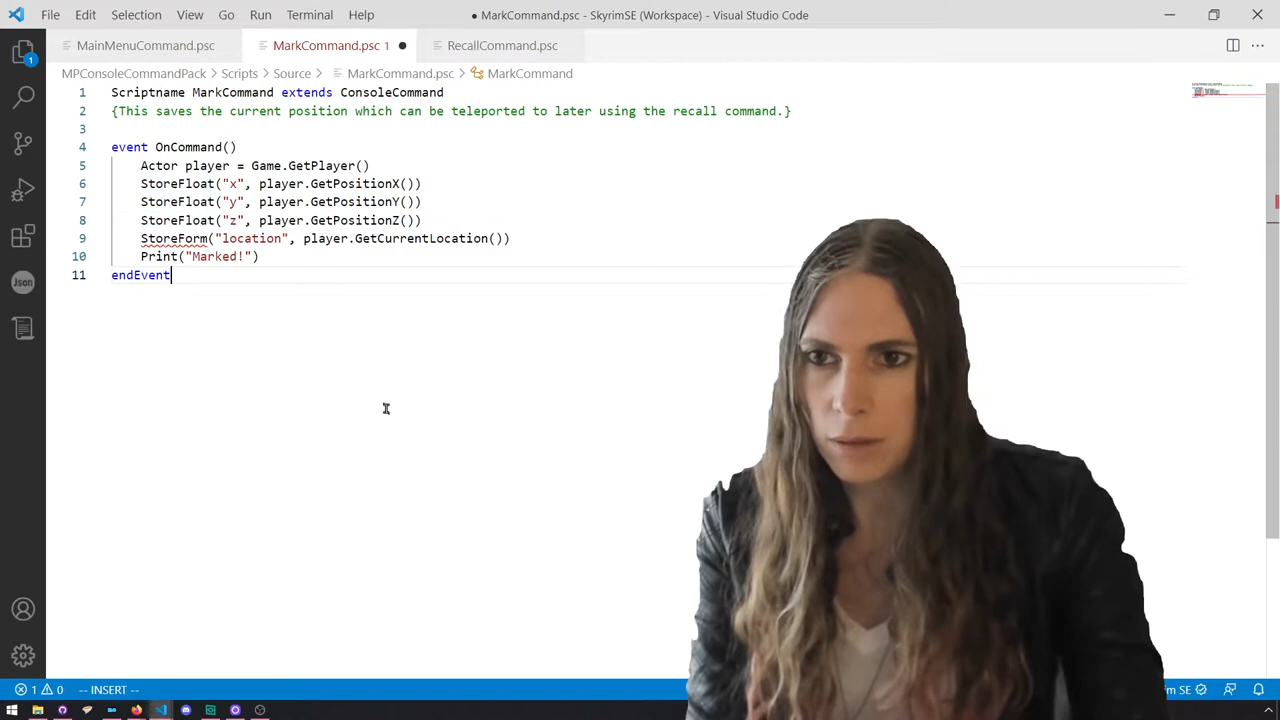 File Edit Selection View Go Run Terminal Help ● MarkCommand.psc - SkyrimSE (Workspace) - Visual Studio Code
MainMenuCommand.psc MarkCommand.psc 1 ● RecallCommand.psc
MPConsoleCommandPack > Scripts > Source > MarkCommand.psc > MarkCommand
1 Scriptname MarkCommand extends ConsoleCommand
2 {This saves the current position which can be teleported to later using the recall command.}
3
4 event OnCommand()
5 Actor player = Game.GetPlayer()
6 StoreFloat("x", player.GetPositionX())
7 StoreFloat("y", player.GetPositionY())
8 StoreFloat("z", player.GetPositionZ())
9 StoreForm("location", player.GetCurrentLocation())
10 Print("Marked!")
11 endEvent
1
Json
1 0 -- INSERT -- SE